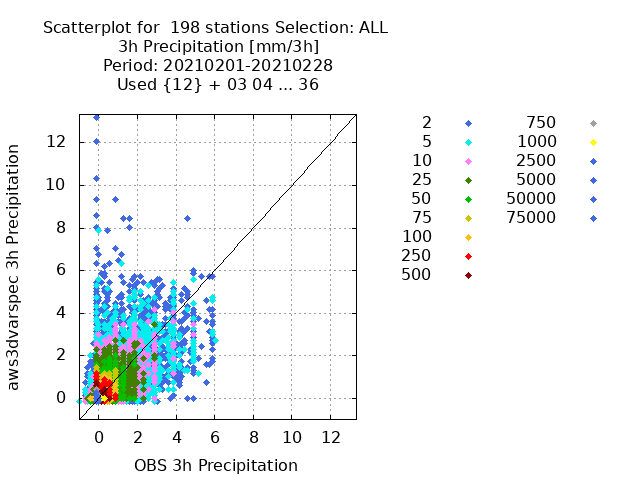 Scatterplot for  198 stations Selection: ALL
3h Precipitation [mm/3h]
Period: 20210201-20210228
Used {12} + 03 04 ... 36
aws3dvarspec 3h Precipitation
12
10
8
6
4
2
0
0 2 4 6 8 10 12
OBS 3h Precipitation
2 750
5 1000
10 2500
25 5000
50 50000
75 75000
100
250
500